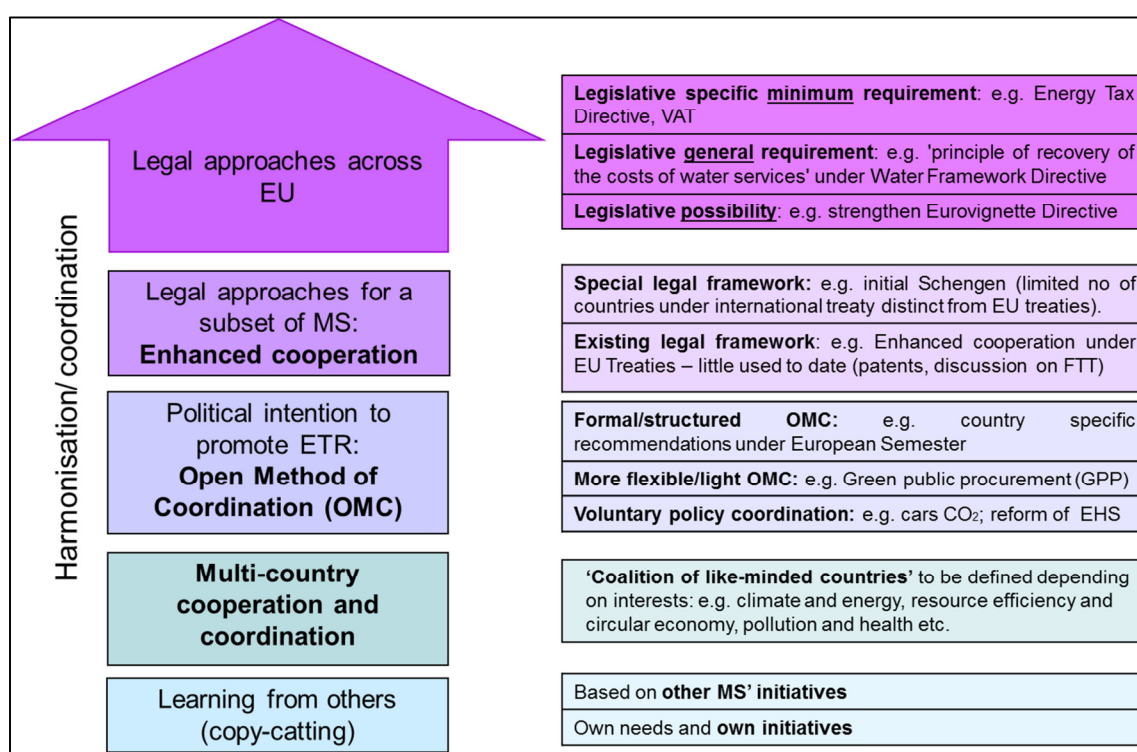 Harmonisation/ coordination
Legal approaches across
EU
Legislative specific minimum requirement: e.g. Energy Tax
Directive, VAT
Legislative general requirement: e.g. 'principle of recovery of
the costs of water services' under Water Framework Directive
Legislative possibility: e.g. strengthen Eurovignette Directive
Legal approaches for a
subset of MS:
Enhanced cooperation
Special legal framework: e.g. initial Schengen (limited no of
countries under international treaty distinct from EU treaties).
Existing legal framework: e.g. Enhanced cooperation under
EU Treaties – little used to date (patents, discussion on FTT)
Political intention to
promote ETR:
Open Method of
Coordination (OMC)
Formal/structured OMC: e.g. country specific
recommendations under European Semester
More flexible/light OMC: e.g. Green public procurement (GPP)
Voluntary policy coordination: e.g. cars CO₂; reform of EHS
Multi-country
cooperation and
coordination
‘Coalition of like-minded countries’ to be defined depending
on interests: e.g. climate and energy, resource efficiency and
circular economy, pollution and health etc.
Learning from others
(copy-catting)
Based on other MS’ initiatives
Own needs and own initiatives